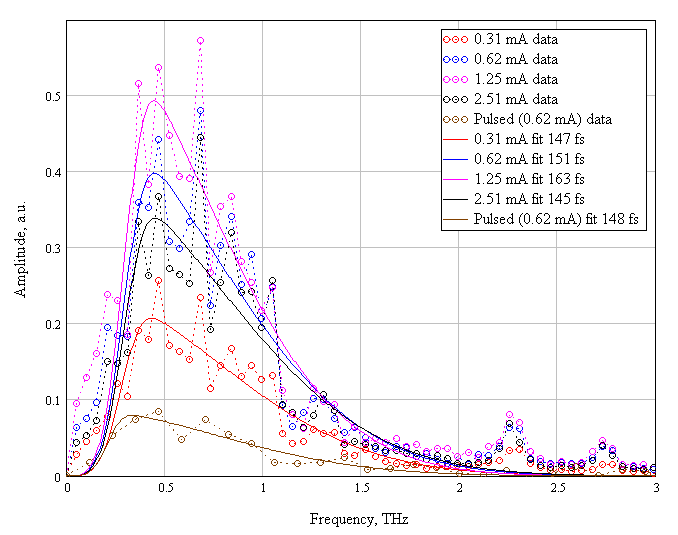 0.31 mA data
0.62 mA data
1.25 mA data
2.51 mA data
Pulsed (0.62 mA) data
0.31 mA fit 147 fs
0.62 mA fit 151 fs
1.25 mA fit 163 fs
2.51 mA fit 145 fs
Pulsed (0.62 mA) fit 148 fs
0.5
0.4
0.3
0.2
0.1
0
Amplitude, a.u.
0 0.5 1 1.5 2 2.5 3
Frequency, THz